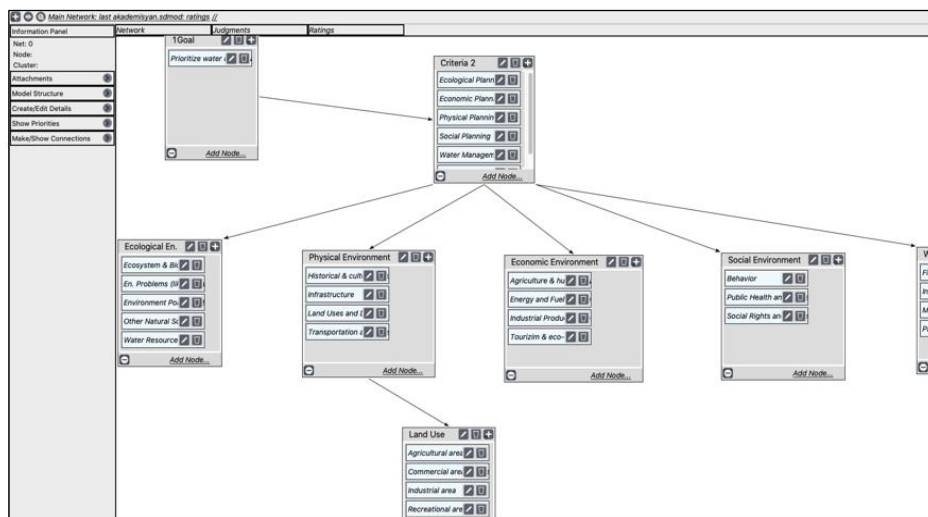 Main Network: last akademisyan.sdmod: ratings //
Information Panel
Network
Judgments
Ratings
Net: 0
Node:
Cluster:
Attachments
Model Structure
Create/Edit Details
Show Priorities
Make/Show Connections
1Goal
Prioritize water
Add Node...
Criteria 2
Ecological Plann
Economic Plann
Physical Plannin
Social Planning
Water Managem
Add Node...
Ecological En.
Ecosystem & Bi
En. Problems
Environment Po
Other Natural So
Water Resource
Add Node...
Physical Environment
Historical & cult
Infrastructure
Land Uses and
Transportation a
Add Node...
Economic Environment
Agriculture & hu
Energy and Fuel
Industrial Produ
Tourizim & eco-
Add Node...
Social Environment
Behavior
Public Health an
Social Rights an
Add Node...
W
In
M
Land Use
Agricultural area
Commercial area
Industrial area
Recreational are